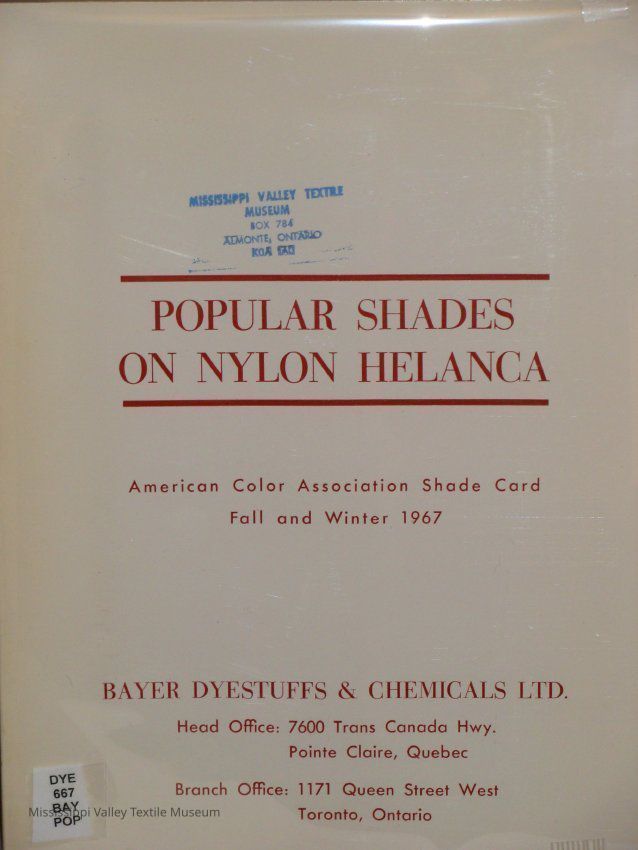 MISSISSIPPI VALLEY TEXTILE
MUSEUM
BOX 784
ALMONTE, ONTARIO
K0A 1A0
POPULAR SHADES
ON NYLON HELANCA
American Color Association Shade Card
Fall and Winter 1967
BAYER DYESTUFFS & CHEMICALS LTD.
Head Office: 7600 Trans Canada Hwy.
Pointe Claire, Quebec
Branch Office: 1171 Queen Street West
Toronto, Ontario
DYE
667
BAY
POP
Mississippi Valley Textile Museum